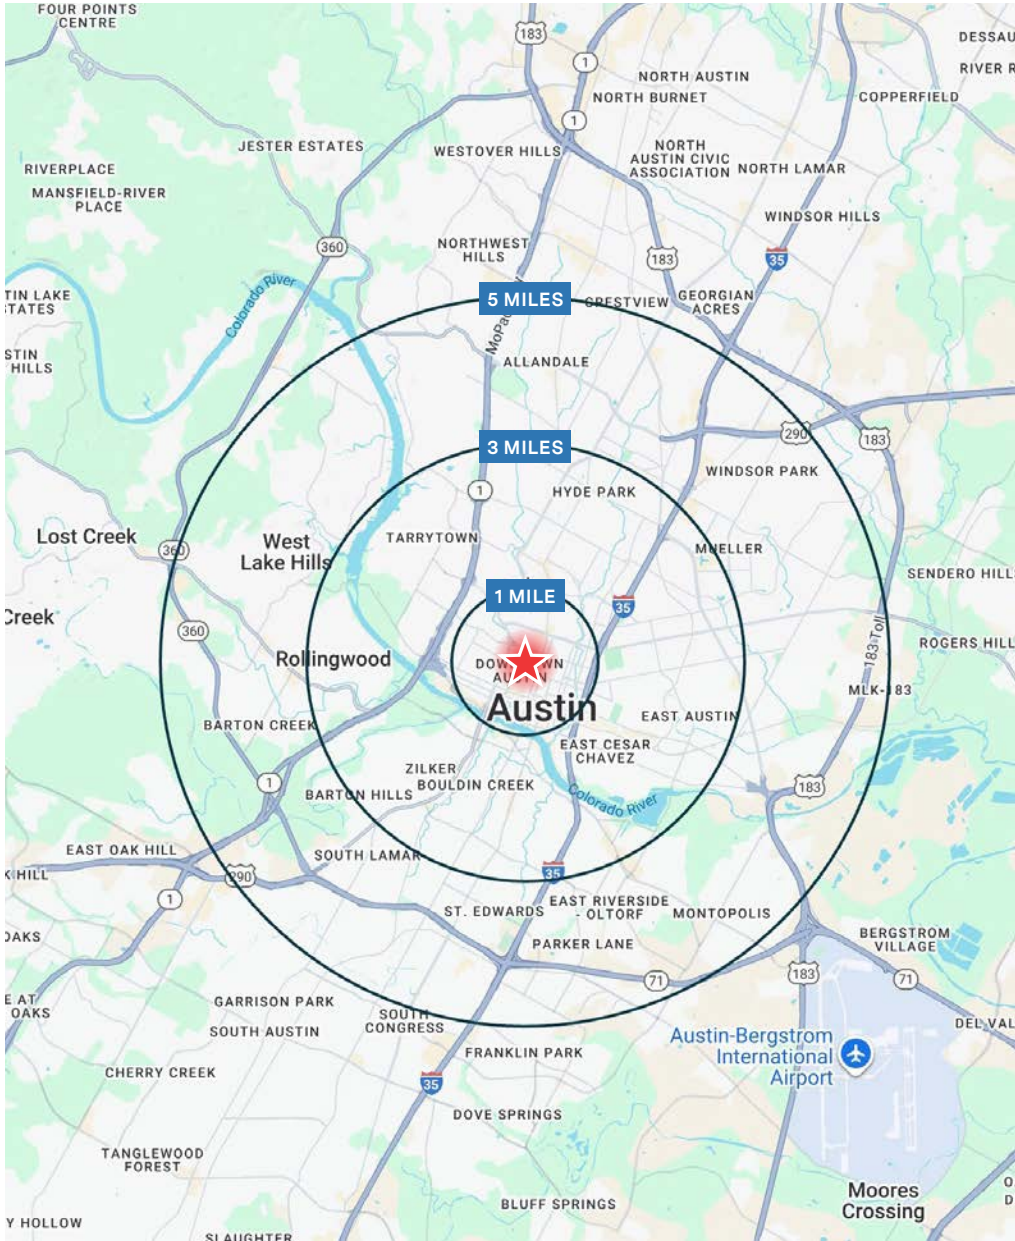 FOUR POINTS
CENTRE
183
DESSAU
1
RIVER R
NORTH AUSTIN
NORTH BURNET
COPPERFIELD
1
JESTER ESTATES
WESTOVER HILLS
NORTH
AUSTIN CIVIC
ASSOCIATION
NORTH LAMAR
RIVERPLACE
MANSFIELD-RIVER
PLACE
WINDSOR HILLS
360
NORTHWEST
HILLS
183
35
Colorado River
TIN LAKE
STATES
5 MILES
CRESTVIEW
GEORGIAN
ACRES
MoPac
STIN
HILLS
ALLANDALE
290
183
3 MILES
WINDSOR PARK
1
HYDE PARK
Lost Creek
360
West
Lake Hills
TARRYTOWN
MUELLER
SENDERO HILL
1 MILE
35
Creek
360
183 Toll
ROGERS HILL
Rollingwood
DOWNTOWN
AUSTIN
MLK-183
Austin
EAST AUSTIN
BARTON CREEK
EAST CESAR
CHAVEZ
ZILKER
BOULDIN CREEK
1
BARTON HILLS
Colorado River
183
EAST OAK HILL
SOUTH LAMAR
K HILL
290
35
1
ST. EDWARDS
EAST RIVERSIDE
- OLTORF
MONTOPOLIS
OAKS
PARKER LANE
BERGSTROM
VILLAGE
71
183
71
E AT
OAKS
GARRISON PARK
SOUTH
CONGRESS
SOUTH AUSTIN
DEL VAL
Austin-Bergstrom
International
Airport
FRANKLIN PARK
CHERRY CREEK
35
DOVE SPRINGS
TANGLEWOOD
FOREST
BLUFF SPRINGS
Moores
Crossing
O
D
Y HOLLOW
SLAUGHTER